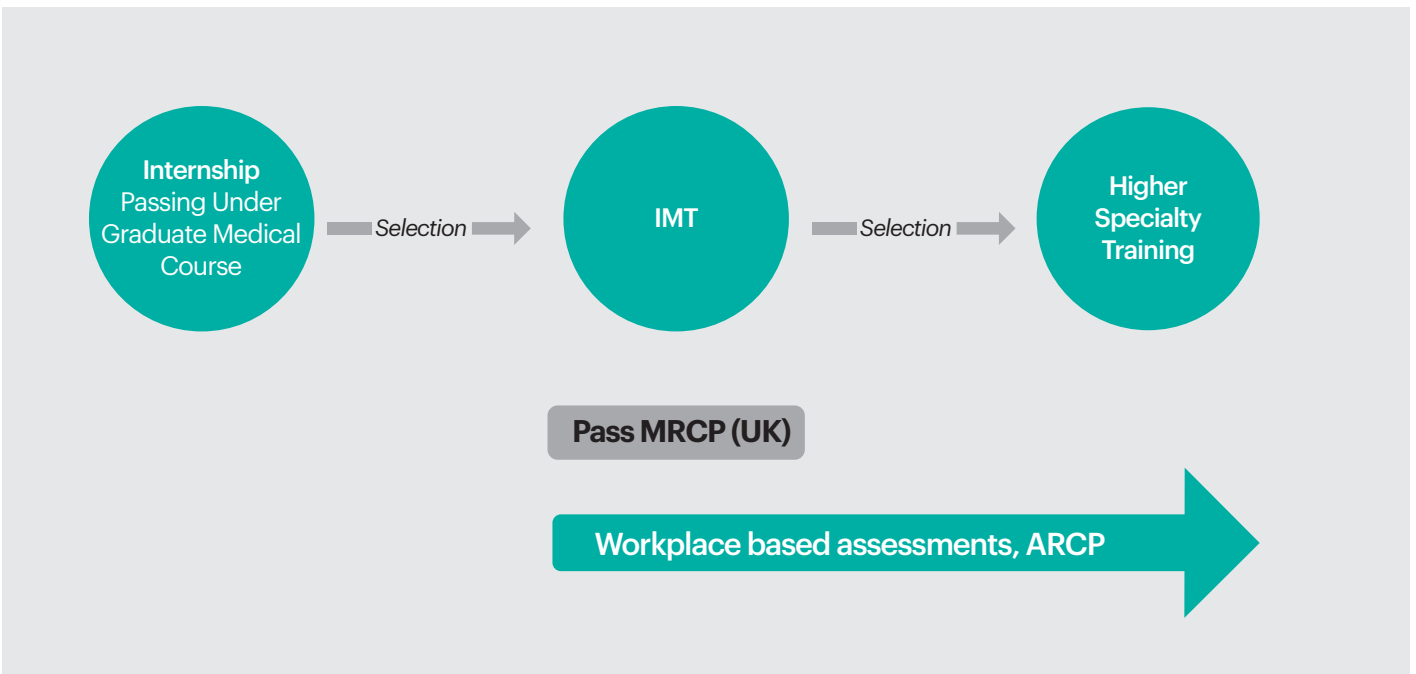 Internship
Passing Under
Graduate Medical
Course
Selection
IMT
Selection
Higher
Specialty
Training
Pass MRCP (UK)
Workplace based assessments, ARCP